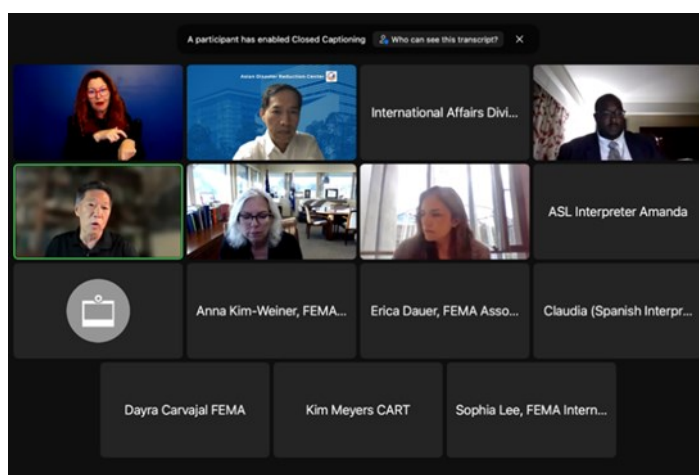 A participant has enabled Closed Captioning Who can see this transcript?
Asian Disaster Reduction Center
International Affairs Divi...
ASL Interpreter Amanda
Anna Kim-Weiner, FEMA...
Erica Dauer, FEMA Asso...
Claudia (Spanish Interpr...
Dayra Carvajal FEMA
Kim Meyers CART
Sophia Lee, FEMA Intern...